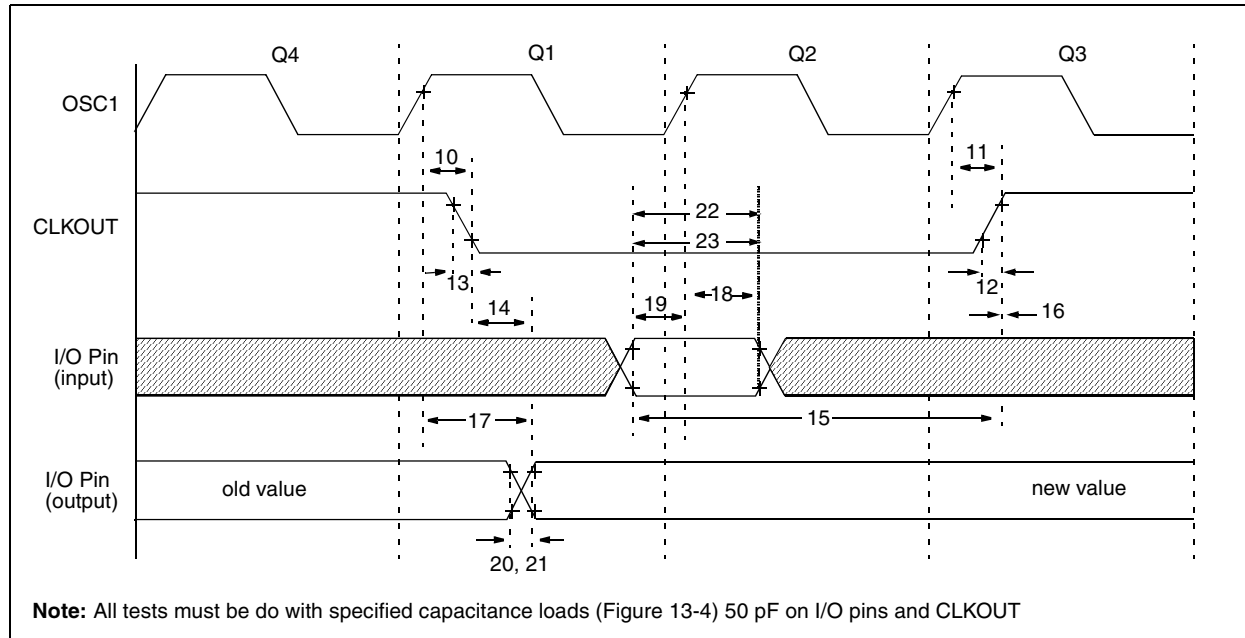 Q4 Q1 Q2 Q3
OSC1
10 11
22
CLKOUT
23
13 12
14 19 18 16
I/O Pin
(input)
17 15
I/O Pin
(output)
old value new value
20, 21
Note: All tests must be do with specified capacitance loads (Figure 13-4) 50 pF on I/O pins and CLKOUT